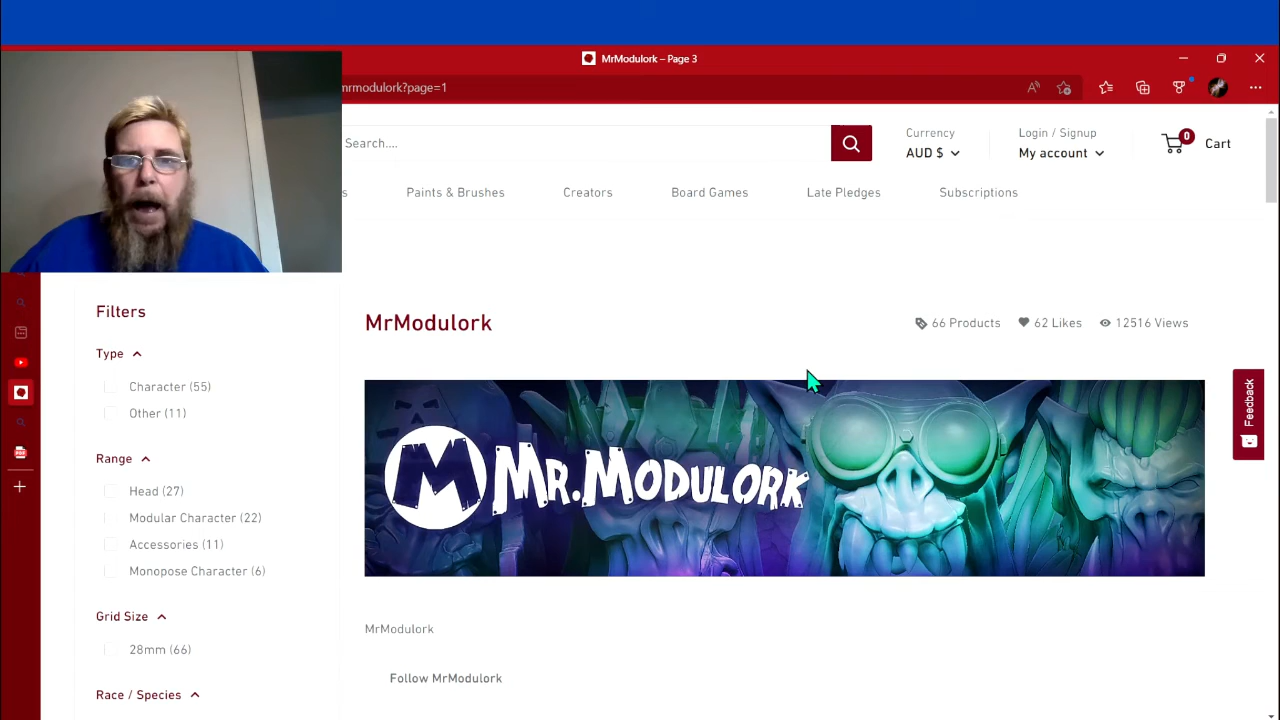 MrModulork – Page 3
mrmodulork?page=1
Search....
Currency
AUD $
Login / Signup
My account
0
Cart
s
Paints & Brushes
Creators
Board Games
Late Pledges
Subscriptions
Filters
Type
Character (55)
Other (11)
Range
Head (27)
Modular Character (22)
Accessories (11)
Monopose Character (6)
Grid Size
28mm (66)
Race / Species
MrModulork
66 Products
62 Likes
12516 Views
M MR.MODULORK
MrModulork
Follow MrModulork
Feedback
PDF